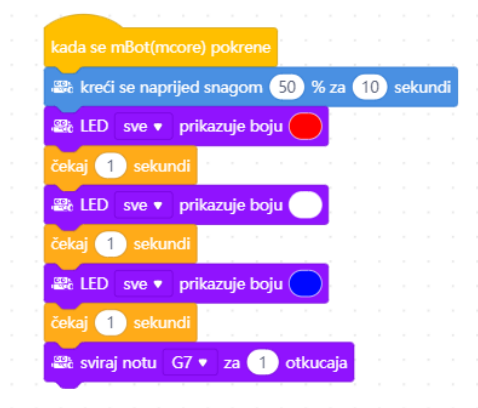 kada se mBot(mcore) pokrene
kreći se naprijed snagom 50 % za 10 sekundi
LED sve ▾ prikazuje boju
čekaj 1 sekundi
LED sve ▾ prikazuje boju
čekaj 1 sekundi
LED sve ▾ prikazuje boju
čekaj 1 sekundi
sviraj notu G7 ▾ za 1 otkucaja